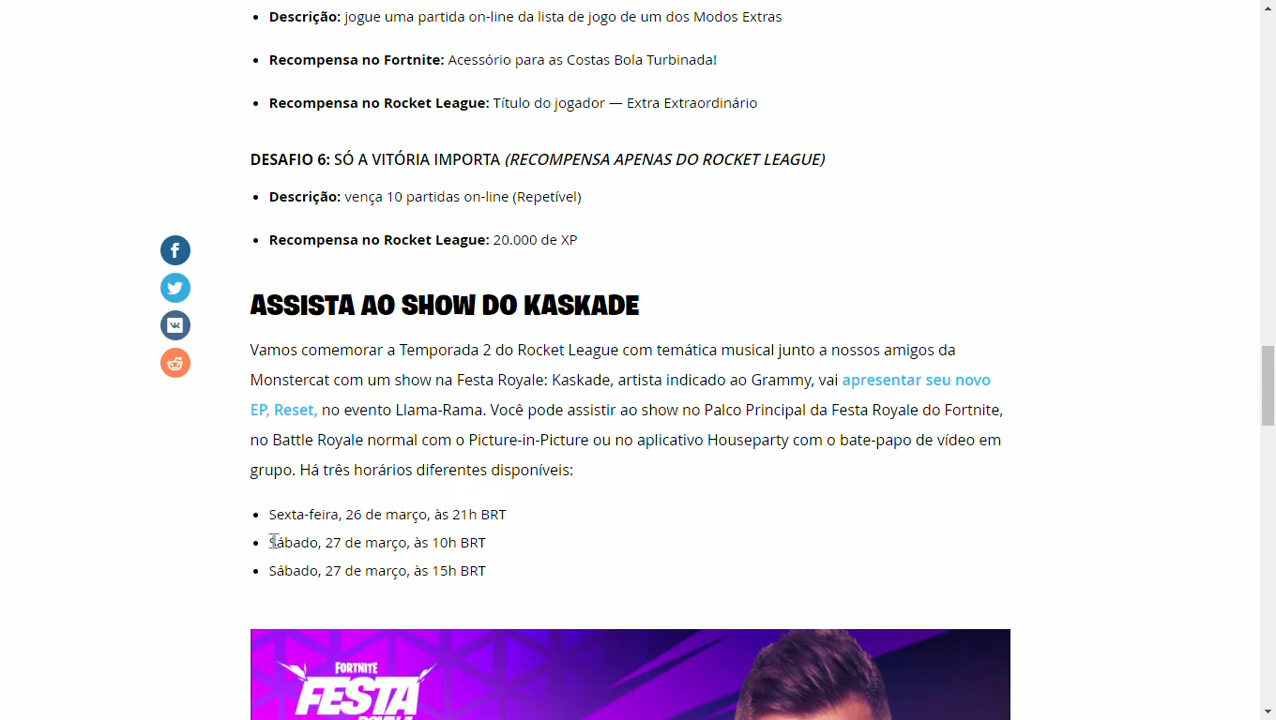 Descrição: jogue uma partida on-line da lista de jogo de um dos Modos Extras
Recompensa no Fortnite: Acessório para as Costas Bola Turbinada!
Recompensa no Rocket League: Título do jogador — Extra Extraordinário
DESAFIO 6: SÓ A VITÓRIA IMPORTA (RECOMPENSA APENAS DO ROCKET LEAGUE)
Descrição: vença 10 partidas on-line (Repetível)
Recompensa no Rocket League: 20.000 de XP
ASSISTA AO SHOW DO KASKADE
Vamos comemorar a Temporada 2 do Rocket League com temática musical junto a nossos amigos da
Monstercat com um show na Festa Royale: Kaskade, artista indicado ao Grammy, vai apresentar seu novo
EP, Reset, no evento Llama-Rama. Você pode assistir ao show no Palco Principal da Festa Royale do Fortnite,
no Battle Royale normal com o Picture-in-Picture ou no aplicativo Houseparty com o bate-papo de vídeo em
grupo. Há três horários diferentes disponíveis:
Sexta-feira, 26 de março, às 21h BRT
Sábado, 27 de março, às 10h BRT
Sábado, 27 de março, às 15h BRT
FORTNITE
FESTA
ROYALE